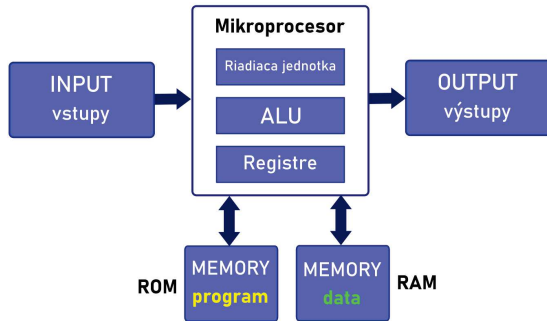 Mikroprocesor
Riadiaca jednotka
ALU
Registre
INPUT
vstupy
OUTPUT
výstupy
ROM
MEMORY
program
MEMORY
data
RAM